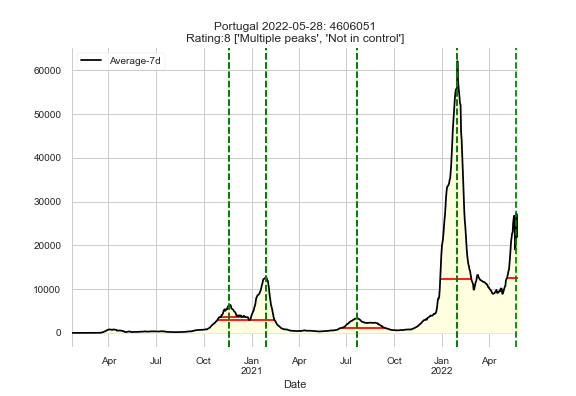 Portugal 2022-05-28: 4606051
Rating:8 ['Multiple peaks', 'Not in control']
Average-7d
60000
50000
40000
30000
20000
10000
0
Apr Jul Oct Jan Apr Jul Oct Jan Apr
2021 2022
Date